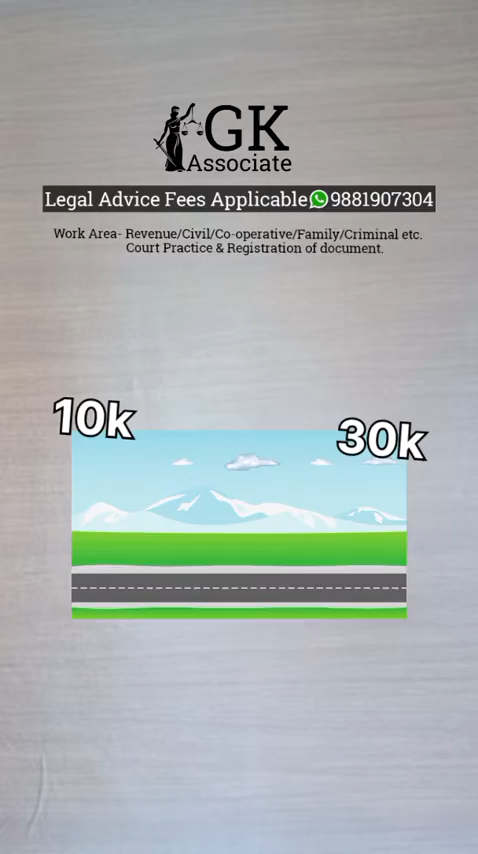 GK
Associate
Legal Advice Fees Applicable 9881907304
Work Area- Revenue/Civil/Co-operative/Family/Criminal etc.
Court Practice & Registration of document.
10k
30k